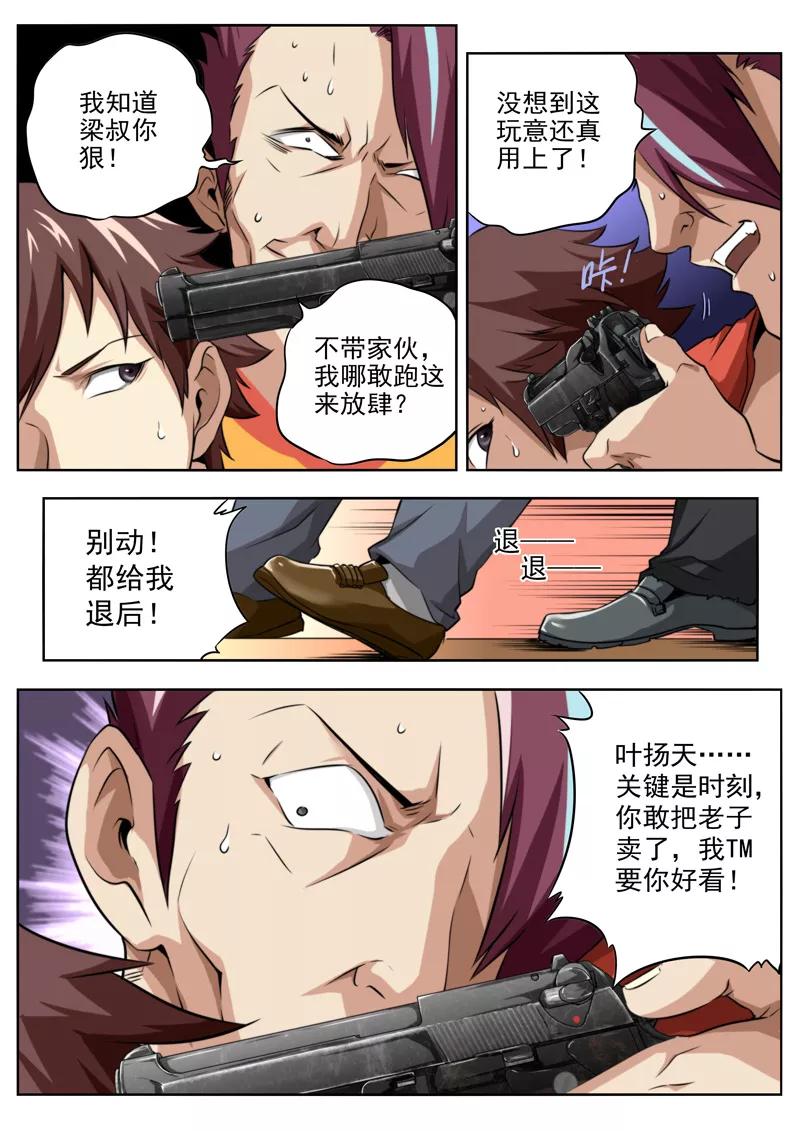 我知道
梁叔你
狠！
不带家伙，
我哪敢跑这
来放肆？
没想到这
玩意还真
用上了！
咔！
别动！
都给我
退后！
退——
退——
叶扬天……
关键是时刻，
你敢把老子
卖了，我TM
要你好看！